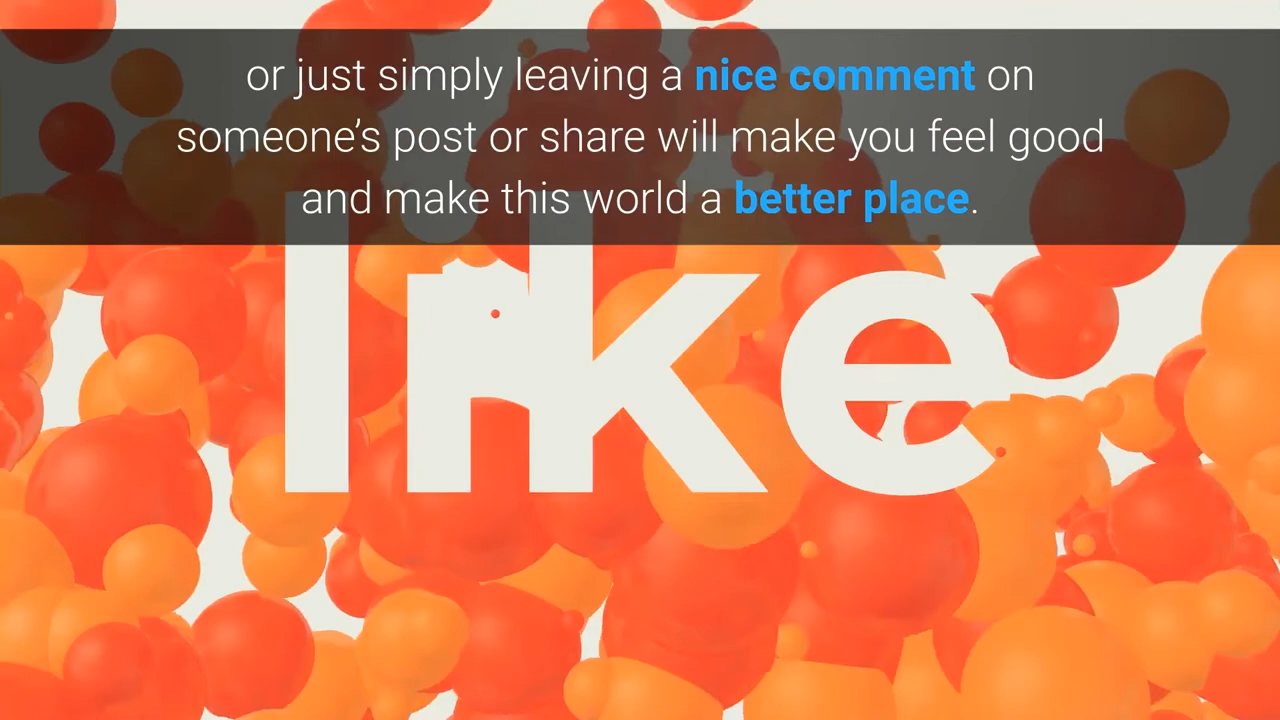 or just simply leaving a nice comment on
someone’s post or share will make you feel good
and make this world a better place.
like